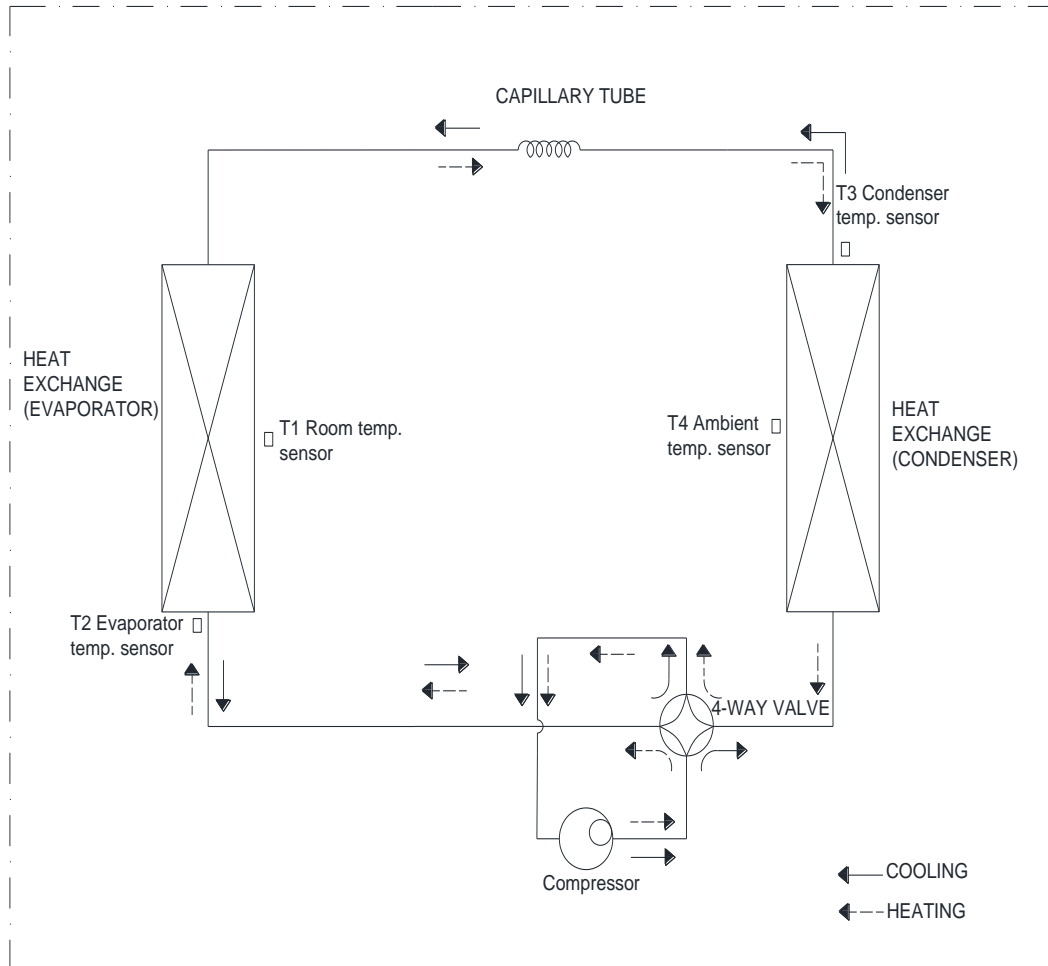 CAPILLARY TUBE
T3 Condenser
temp. sensor
HEAT
EXCHANGE
(EVAPORATOR)
T1 Room temp.
sensor
T4 Ambient
temp. sensor
HEAT
EXCHANGE
(CONDENSER)
T2 Evaporator
temp. sensor
4-WAY VALVE
Compressor
COOLING
HEATING